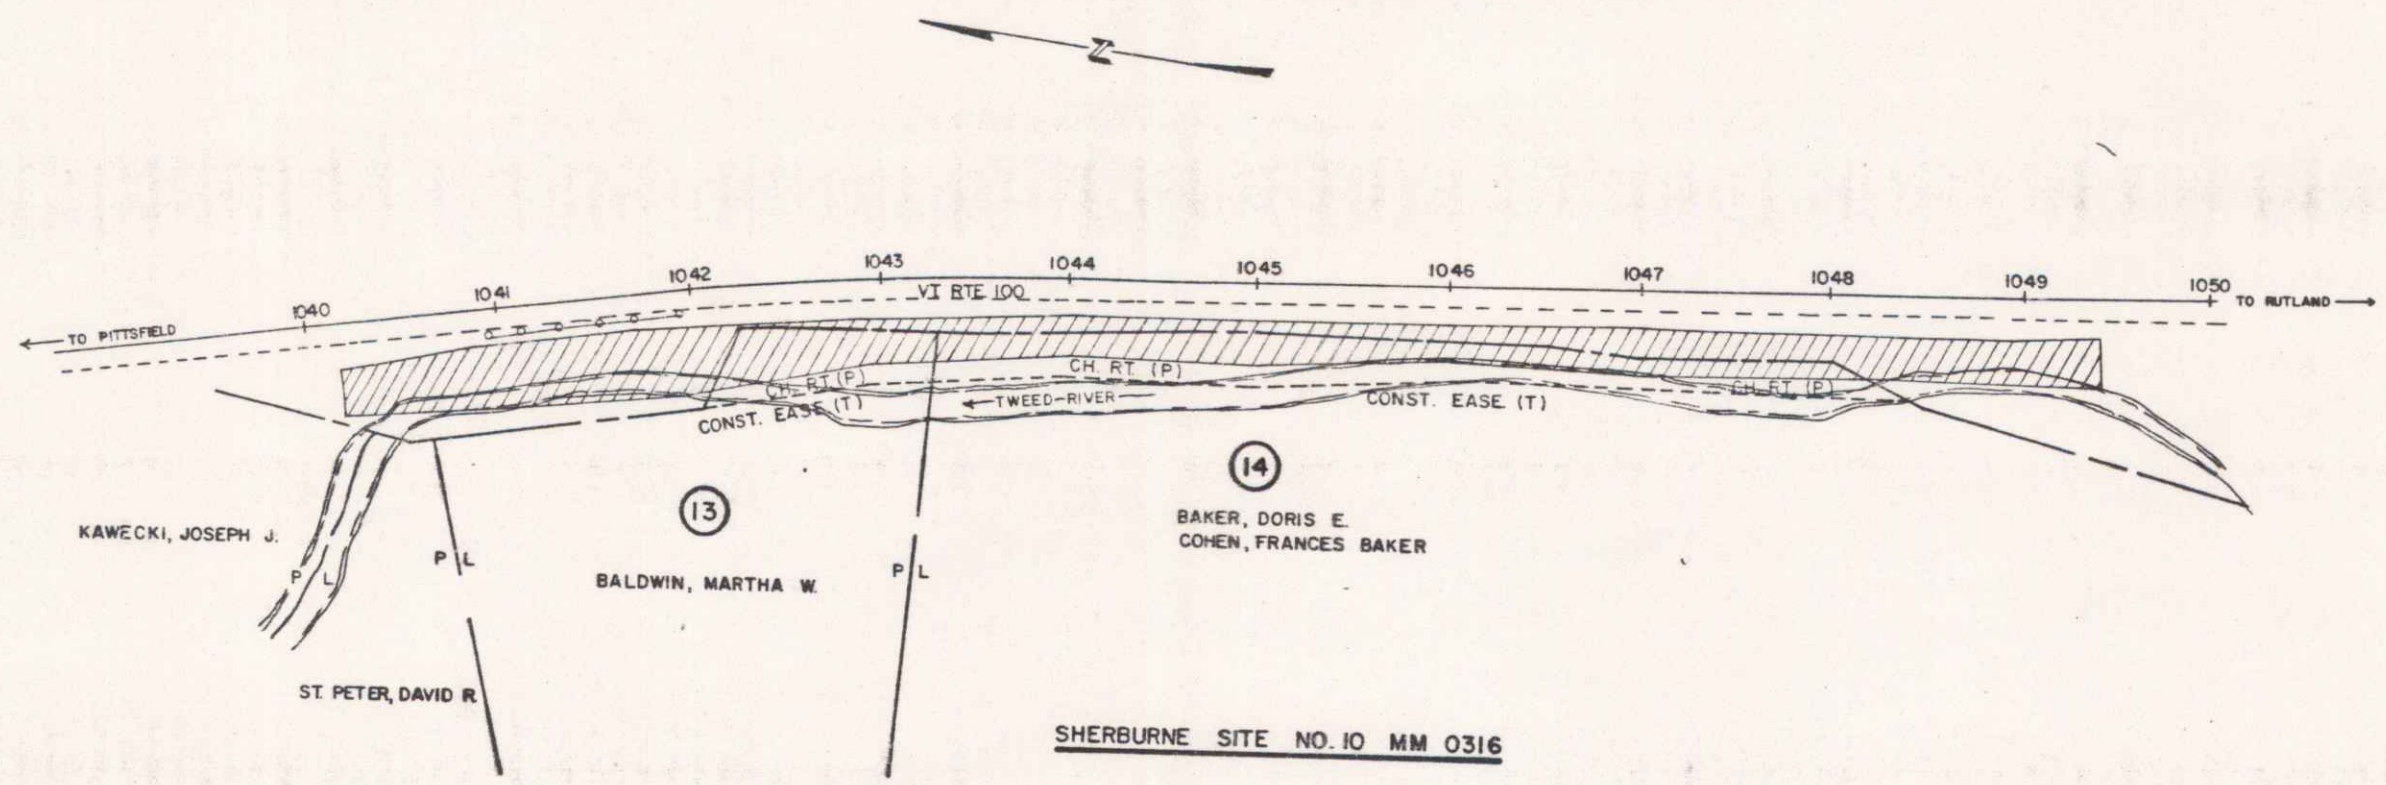 Z
1040
1041
1042
1043
1044
1045
1046
1047
1048
1049
1050
VT RTE 100
TO PITTSFIELD
TO RUTLAND
CH. RT. (P)
CH. RT. (P)
CH. RT. (P)
CONST. EASE (T)
TWEED-RIVER
CONST. EASE (T)
14
13
KAWECKI, JOSEPH J.
BAKER, DORIS E.
COHEN, FRANCES BAKER
P L
P L
P L
BALDWIN, MARTHA W.
ST. PETER, DAVID R.
SHERBURNE SITE NO. 10 MM 0316